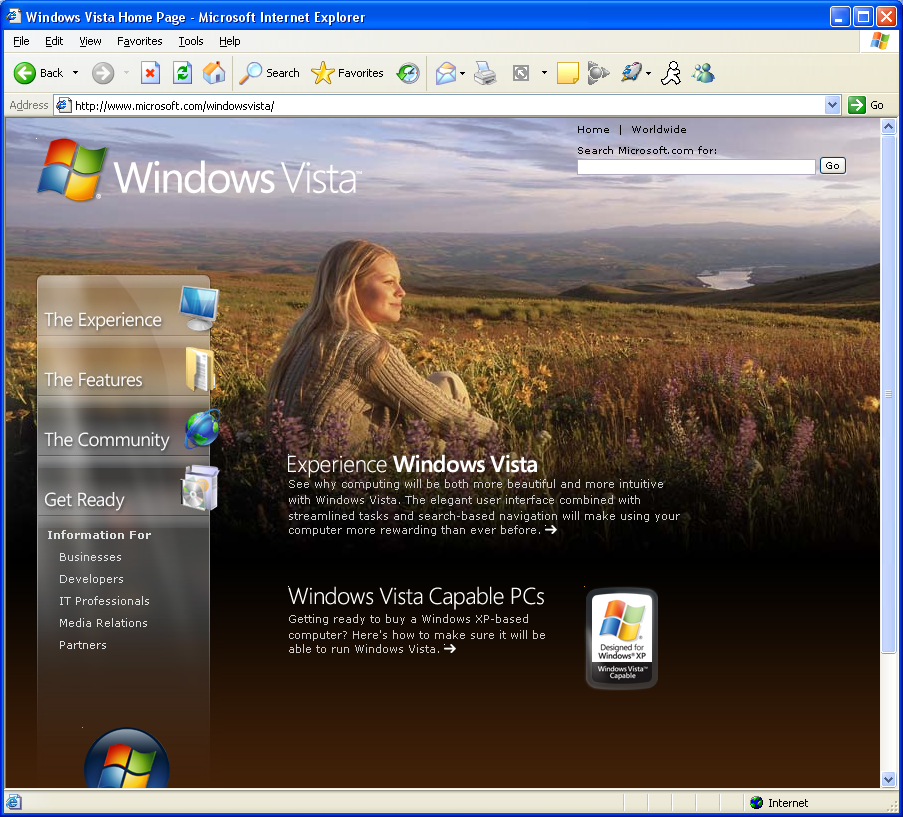 Windows Vista Home Page - Microsoft Internet Explorer
File Edit View Favorites Tools Help
Back Search Favorites
Address http://www.microsoft.com/windowsvista/ Go
Home | Worldwide
Search Microsoft.com for:
Go
Windows Vista™
The Experience
The Features
The Community
Get Ready
Information For
Businesses
Developers
IT Professionals
Media Relations
Partners
Experience Windows Vista
See why computing will be both more beautiful and more intuitive
with Windows Vista. The elegant user interface combined with
streamlined tasks and search-based navigation will make using your
computer more rewarding than ever before.
Windows Vista Capable PCs
Getting ready to buy a Windows XP-based
computer? Here's how to make sure it will be
able to run Windows Vista.
Designed for
Windows® XP
Windows Vista™
Capable
Internet